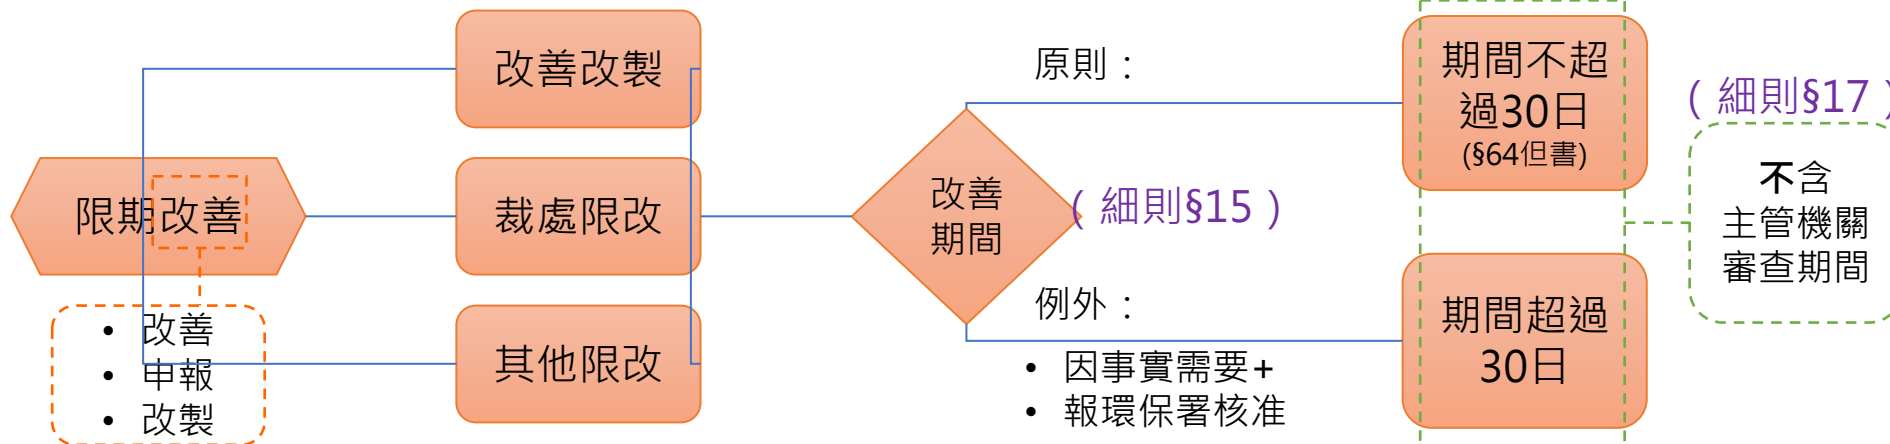 限期改善
• 改善
• 申報
• 改製
改善改製
裁處限改
其他限改
改善
期間
(細則§15)
原則：
例外：
• 因事實需要+
• 報環保署核准
期間不超
過30日
(§64但書)
期間超過
30日
(細則§17)
不含
主管機關
審查期間